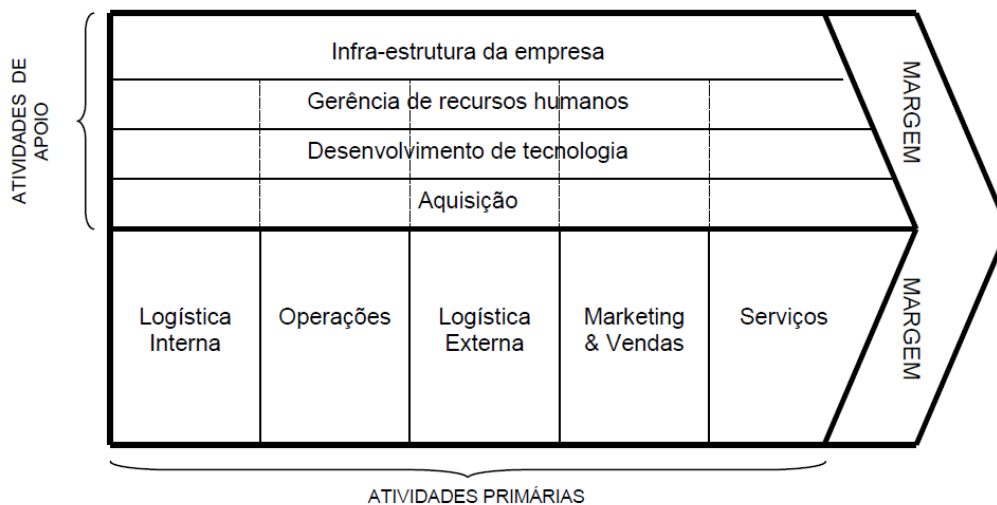 ATIVIDADES DE
APOIO
Infra-estrutura da empresa
Gerência de recursos humanos
Desenvolvimento de tecnologia
Aquisição
MARGEM
Logística
Interna
Operações
Logística
Externa
Marketing
& Vendas
Serviços
MARGEM
ATIVIDADES PRIMÁRIAS